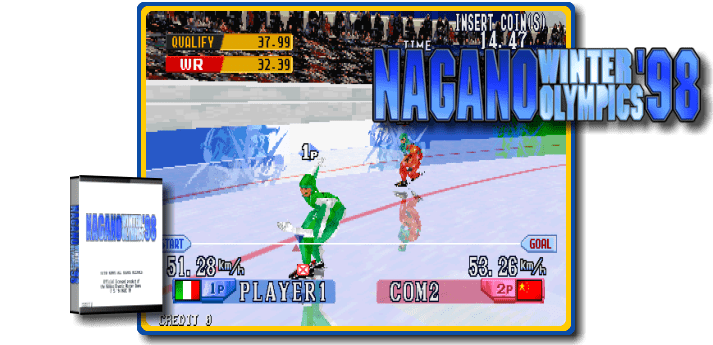 INSERT COIN(S)
QUALIFY 37.99
TIME 14.47
WR 32.39
NAGANO WINTER OLYMPICS '98
1P
NAGANO WINTER OLYMPICS '98
START
GOAL
51.28 Km/h
53.26 Km/h
1P PLAYER1
COM2 2P
CREDIT 0